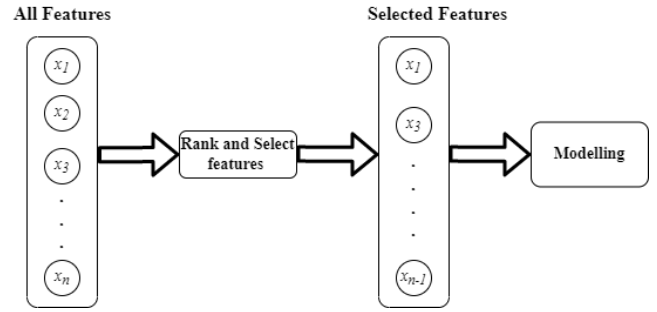 All Features
Selected Features
x1
x2
x3
.
.
.
xn
Rank and Select
features
x1
x3
.
.
.
.
xn-1
Modelling